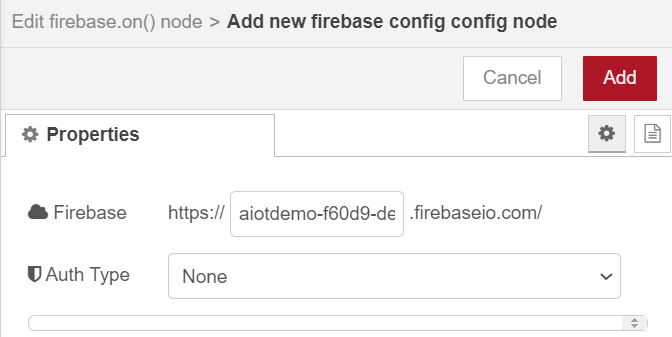 Edit firebase.on() node > Add new firebase config config node
Cancel Add
Properties
Firebase https:// aiotdemo-f60d9-de .firebaseio.com/
Auth Type None